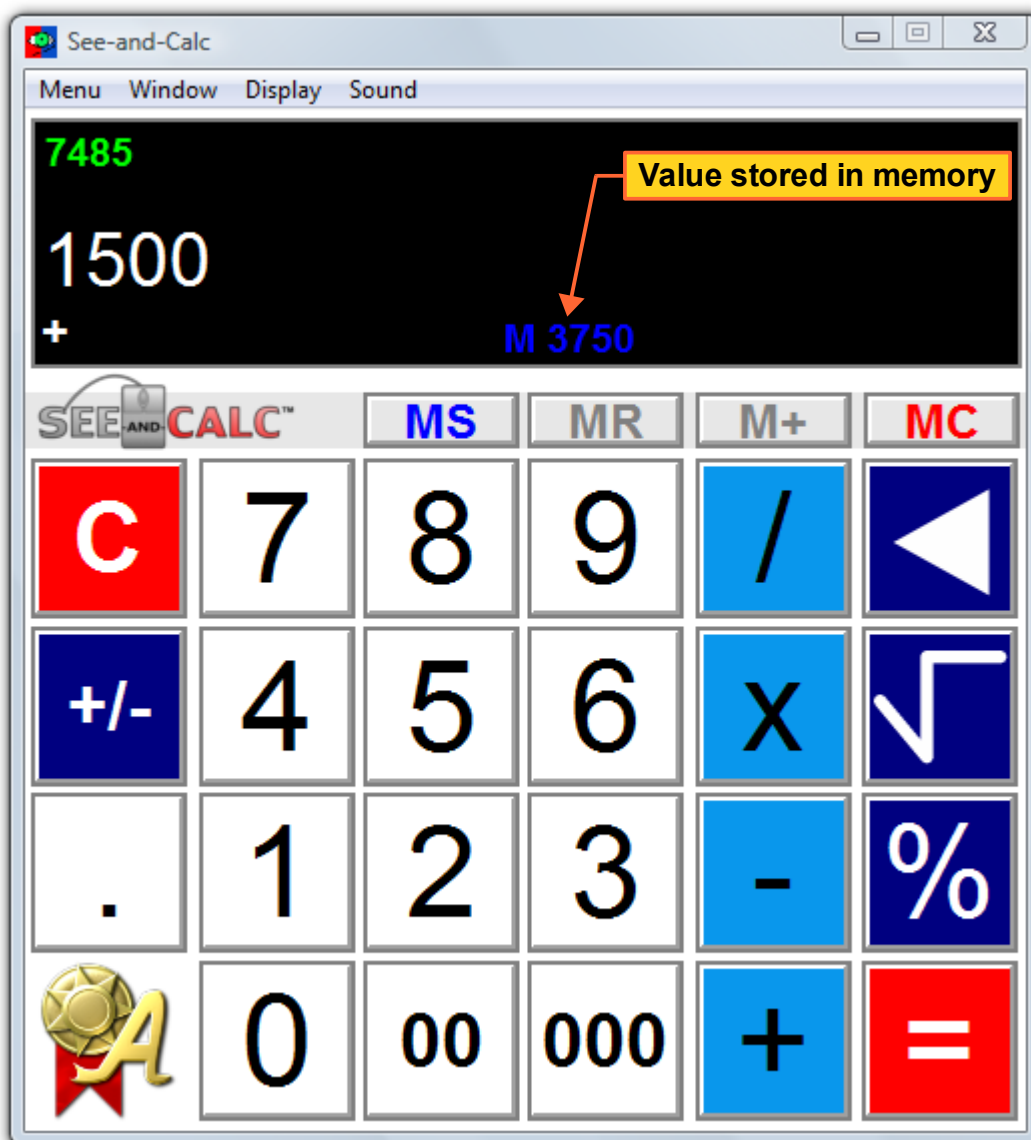 See-and-Calc
Menu Window Display Sound
7485
Value stored in memory
1500
+
M 3750
SEE-AND-CALC™ MS MR M+ MC
C 7 8 9 / ◀
+/- 4 5 6 x √
. 1 2 3 - %
A 0 00 000 + =